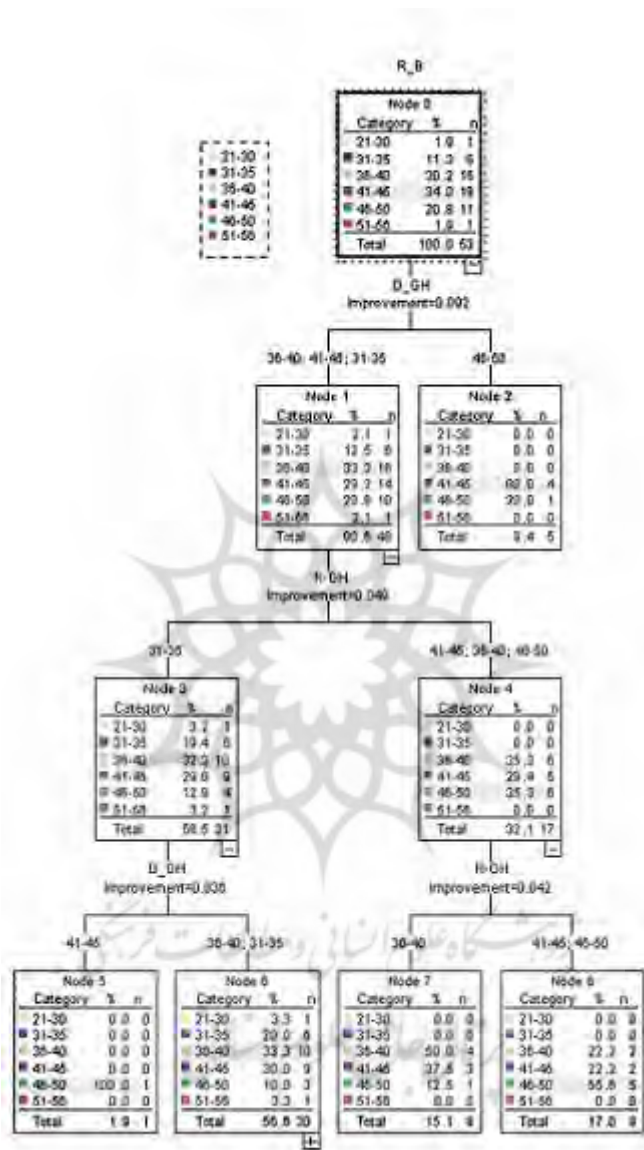 R_B
Node 0
Category % n
21-30 1.9 1
31-35 11.3 6
36-40 30.2 16
41-45 34.0 18
46-50 20.8 11
51-56 1.9 1
Total 100.0 53
21-30
31-35
36-40
41-45
46-50
51-56
D_GH
Improvement=0.092
36-40; 41-45; 31-35
46-50
Node 1
Category % n
21-30 2.1 1
31-35 12.5 6
36-40 33.3 16
41-45 29.2 14
46-50 20.8 10
51-56 2.1 1
Total 90.6 48
Node 2
Category % n
21-30 0.0 0
31-35 0.0 0
36-40 0.0 0
41-45 80.0 4
46-50 20.0 1
51-56 0.0 0
Total 9.4 5
Improvement=0.049
31-35
41-45; 36-40; 46-50
Node 3
Category % n
21-30 3.2 1
31-35 19.4 6
36-40 32.3 10
41-45 29.0 9
46-50 12.9 4
51-56 3.2 1
Total 58.5 31
Node 4
Category % n
21-30 0.0 0
31-35 0.0 0
36-40 35.3 6
41-45 29.4 5
46-50 35.3 6
51-56 0.0 0
Total 32.1 17
D_GH
Improvement=0.036
Improvement=0.042
41-45
36-40; 31-35
36-40
41-45; 46-50
Node 5
Category % n
21-30 0.0 0
31-35 0.0 0
36-40 0.0 0
41-45 0.0 0
46-50 100.0 1
51-56 0.0 0
Total 1.9 1
Node 6
Category % n
21-30 3.3 1
31-35 20.0 6
36-40 33.3 10
41-45 30.0 9
46-50 10.0 3
51-56 3.3 1
Total 56.6 30
Node 7
Category % n
21-30 0.0 0
31-35 0.0 0
36-40 50.0 4
41-45 37.5 3
46-50 12.5 1
51-56 0.0 0
Total 15.1 8
Node 8
Category % n
21-30 0.0 0
31-35 0.0 0
36-40 22.2 2
41-45 22.2 2
46-50 55.6 5
51-56 0.0 0
Total 17.0 9
پژوهشگاه علوم انسانی و مطالعات فرهنگی